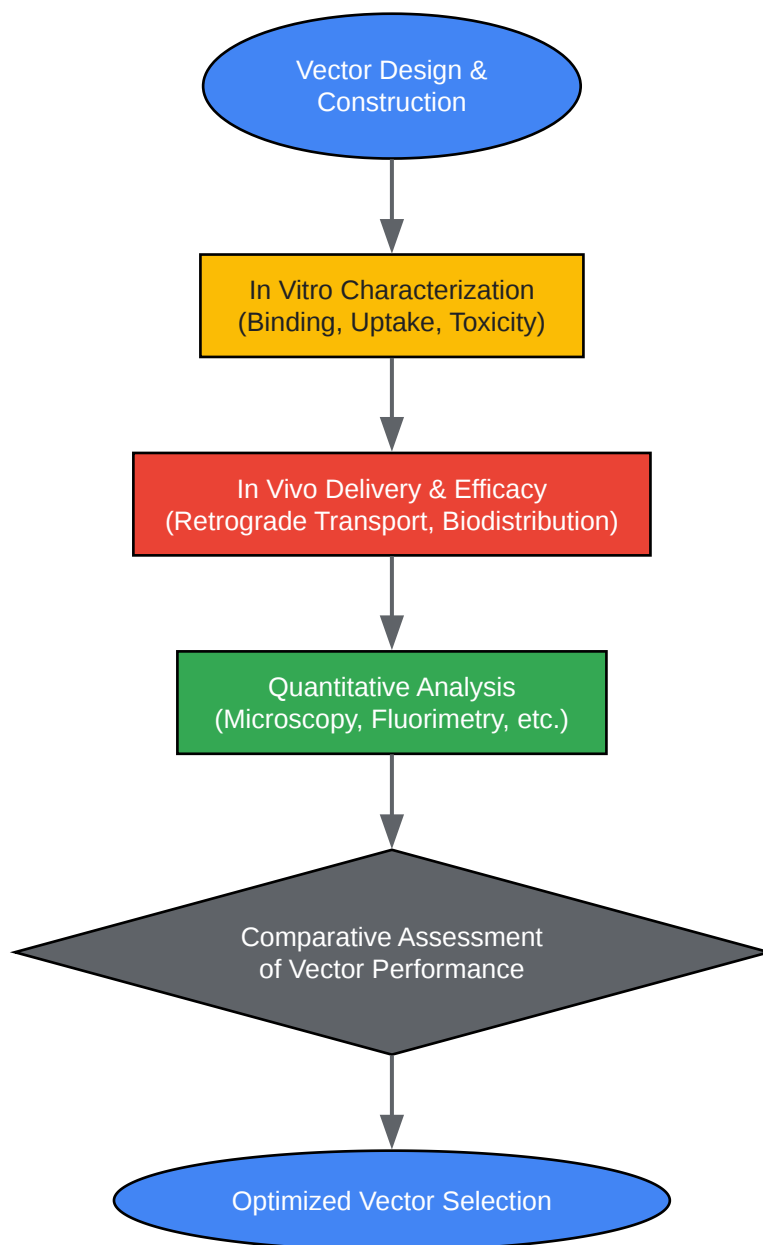 Vector Design &
Construction
In Vitro Characterization
(Binding, Uptake, Toxicity)
In Vivo Delivery & Efficacy
(Retrograde Transport, Biodistribution)
Quantitative Analysis
(Microscopy, Fluorimetry, etc.)
Comparative Assessment
of Vector Performance
Optimized Vector Selection